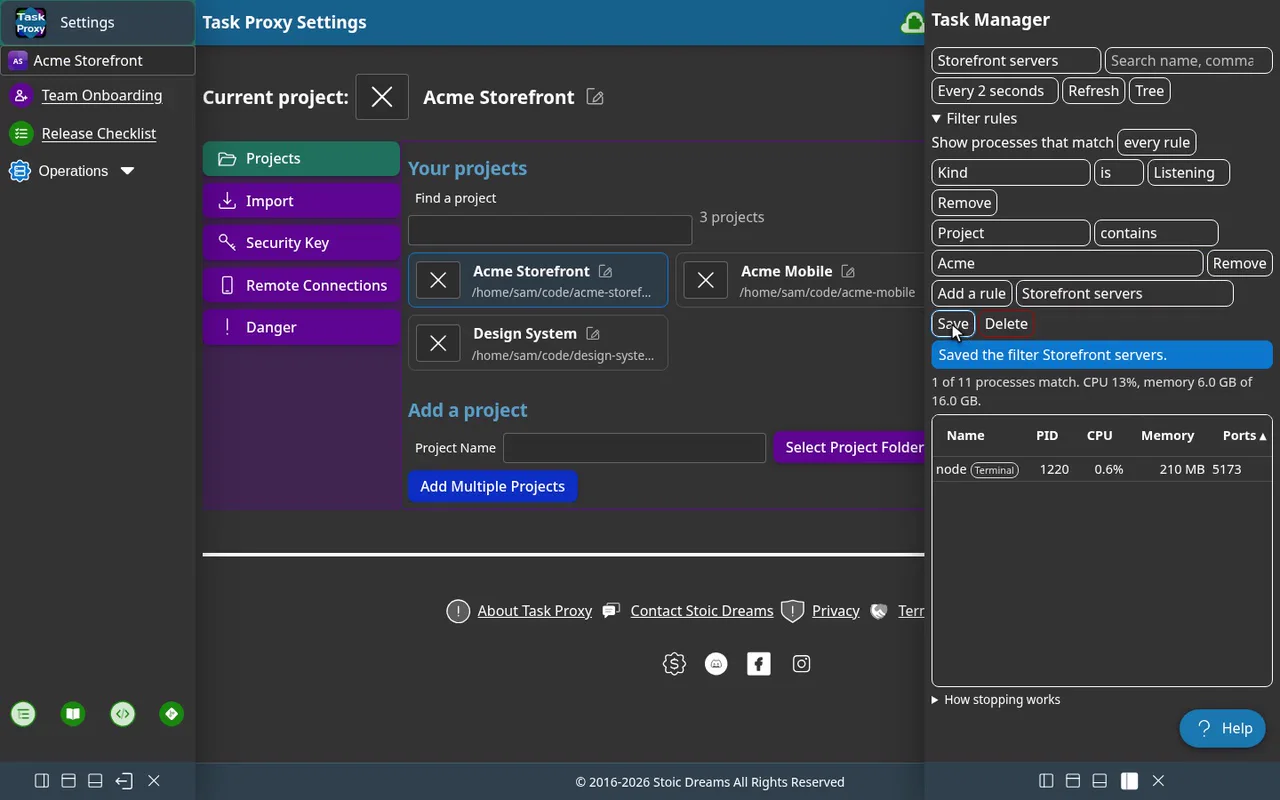 Task Proxy
Settings
AS Acme Storefront
Team Onboarding
Release Checklist
Operations
Task Proxy Settings
Current project:
Acme Storefront
Projects
Import
Security Key
Remote Connections
Danger
Your projects
Find a project
3 projects
Acme Storefront
/home/sam/code/acme-storef...
Acme Mobile
/home/sam/code/acme-mobile
Design System
/home/sam/code/design-syste...
Add a project
Project Name
Select Project Folder
Add Multiple Projects
About Task Proxy
Contact Stoic Dreams
Privacy
Terr
© 2016-2026 Stoic Dreams All Rights Reserved
Task Manager
Storefront servers
Search name, comma
Every 2 seconds
Refresh
Tree
▼ Filter rules
Show processes that match every rule
Kind
is
Listening
Remove
Project
contains
Acme
Remove
Add a rule
Storefront servers
Save
Delete
Saved the filter Storefront servers.
1 of 11 processes match. CPU 13%, memory 6.0 GB of
16.0 GB.
Name PID CPU Memory Ports ▲
node Terminal 1220 0.6% 210 MB 5173
▶ How stopping works
? Help